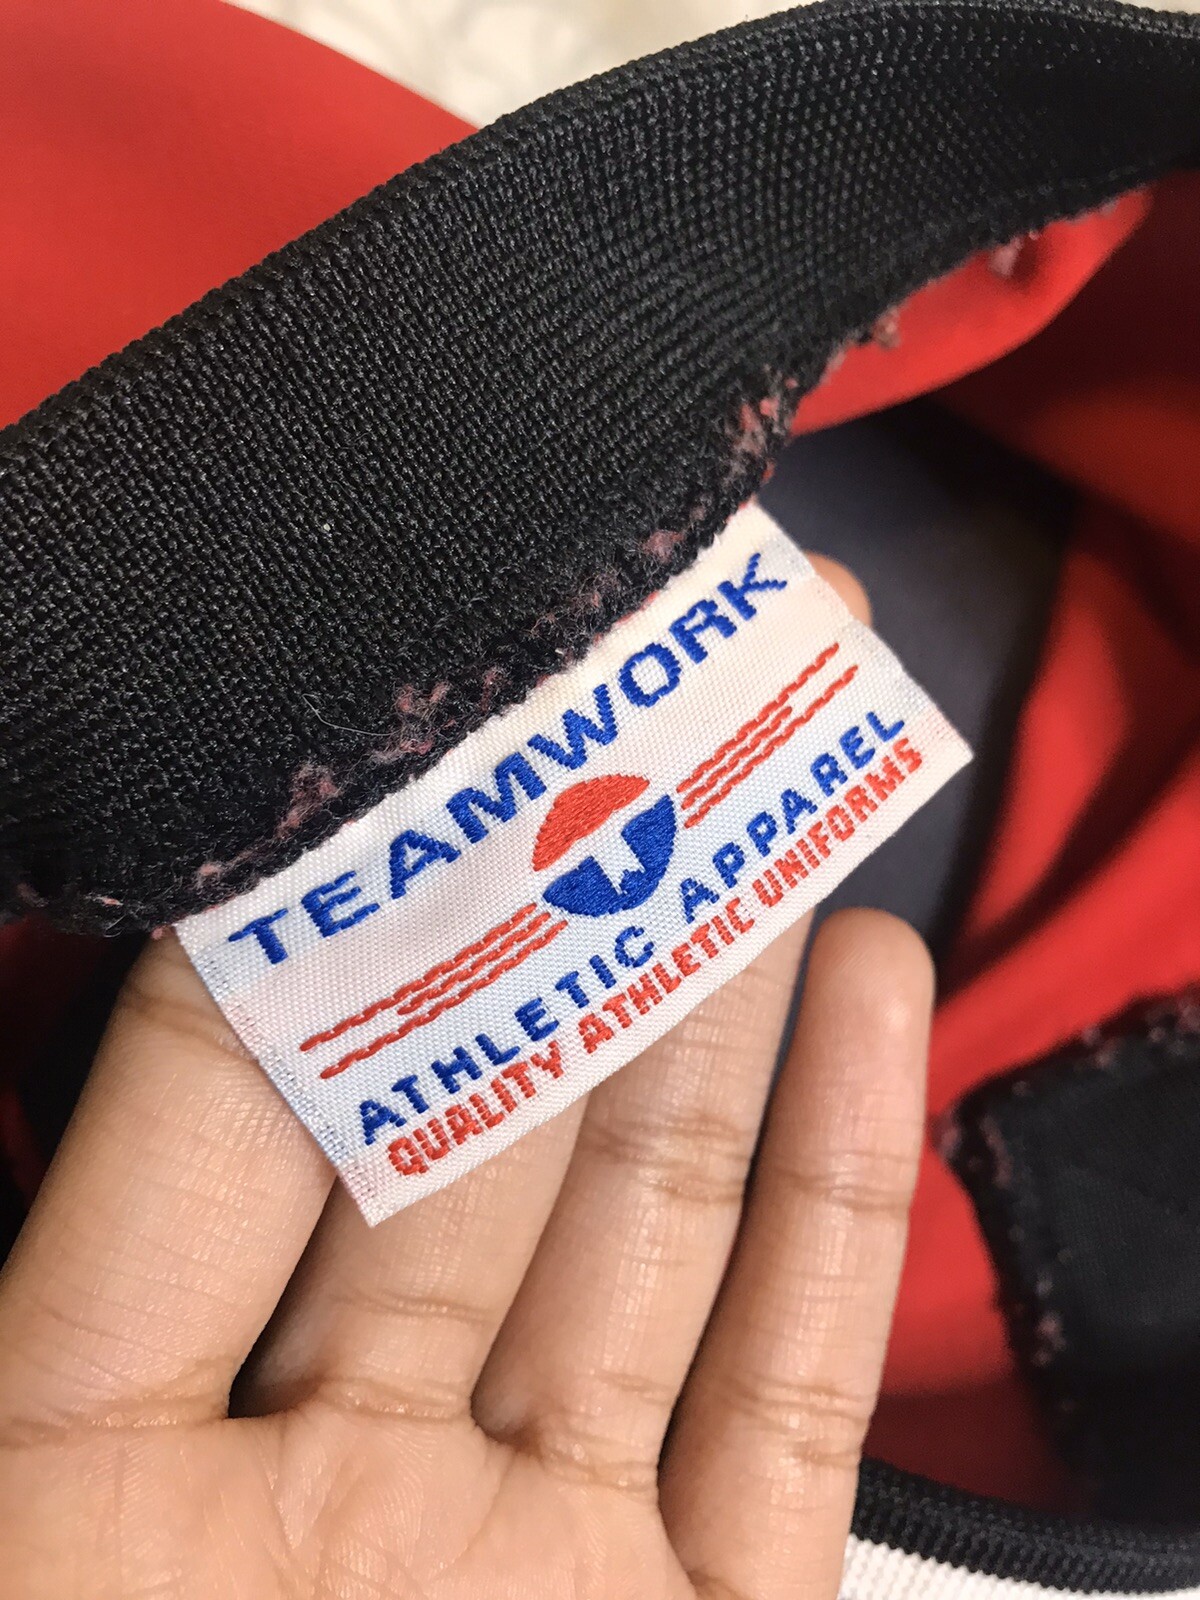 TEAMWORK
W
ATHLETIC APPAREL
QUALITY ATHLETIC UNIFORMS